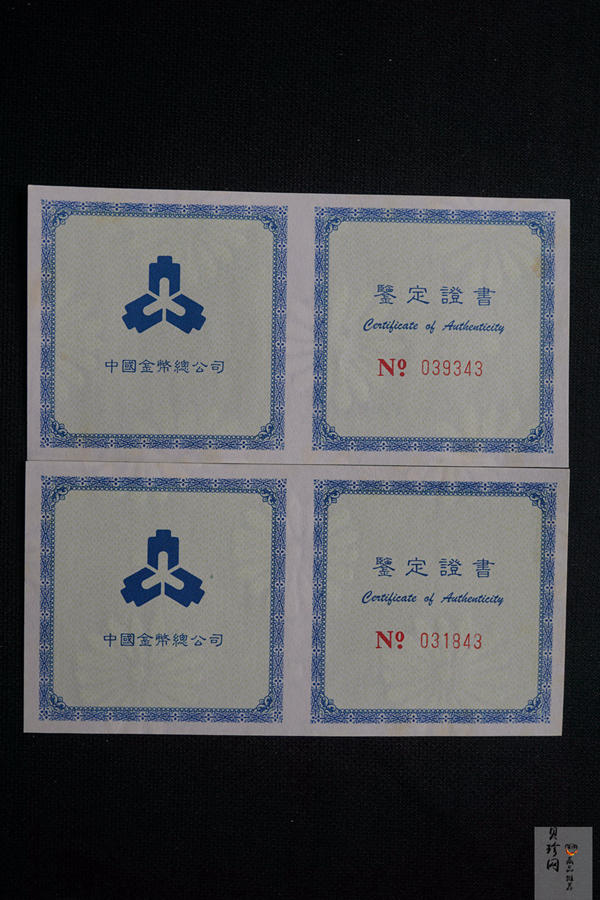 中國金幣總公司
鑒定證書
Certificate of Authenticity
Nº 039343
中國金幣總公司
鑒定證書
Certificate of Authenticity
Nº 031843
貝珍网